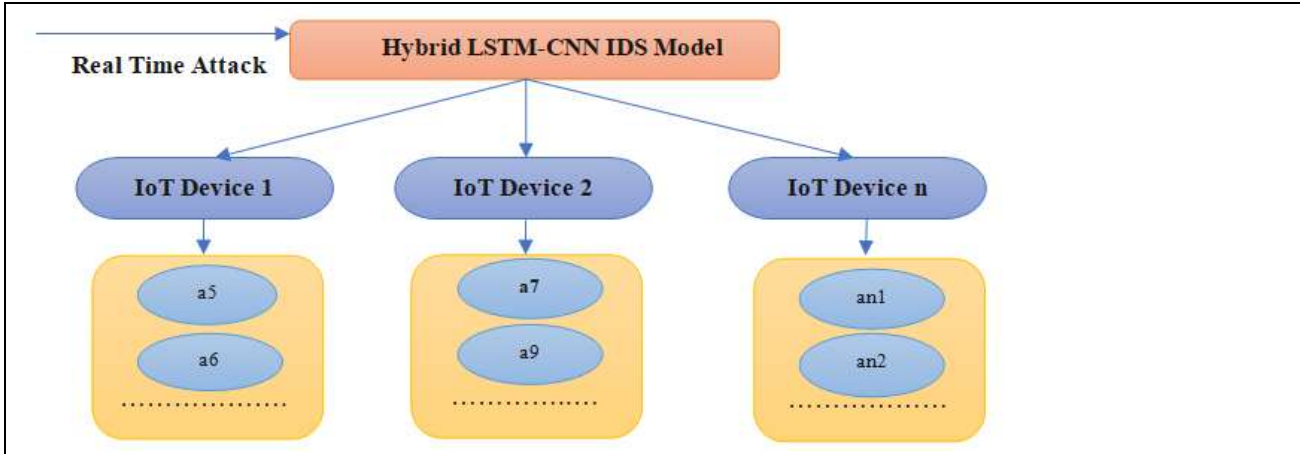 Hybrid LSTM-CNN IDS Model
Real Time Attack
IoT Device 1
IoT Device 2
IoT Device n
a5
a7
an1
a6
a9
an2
..................
................
..................